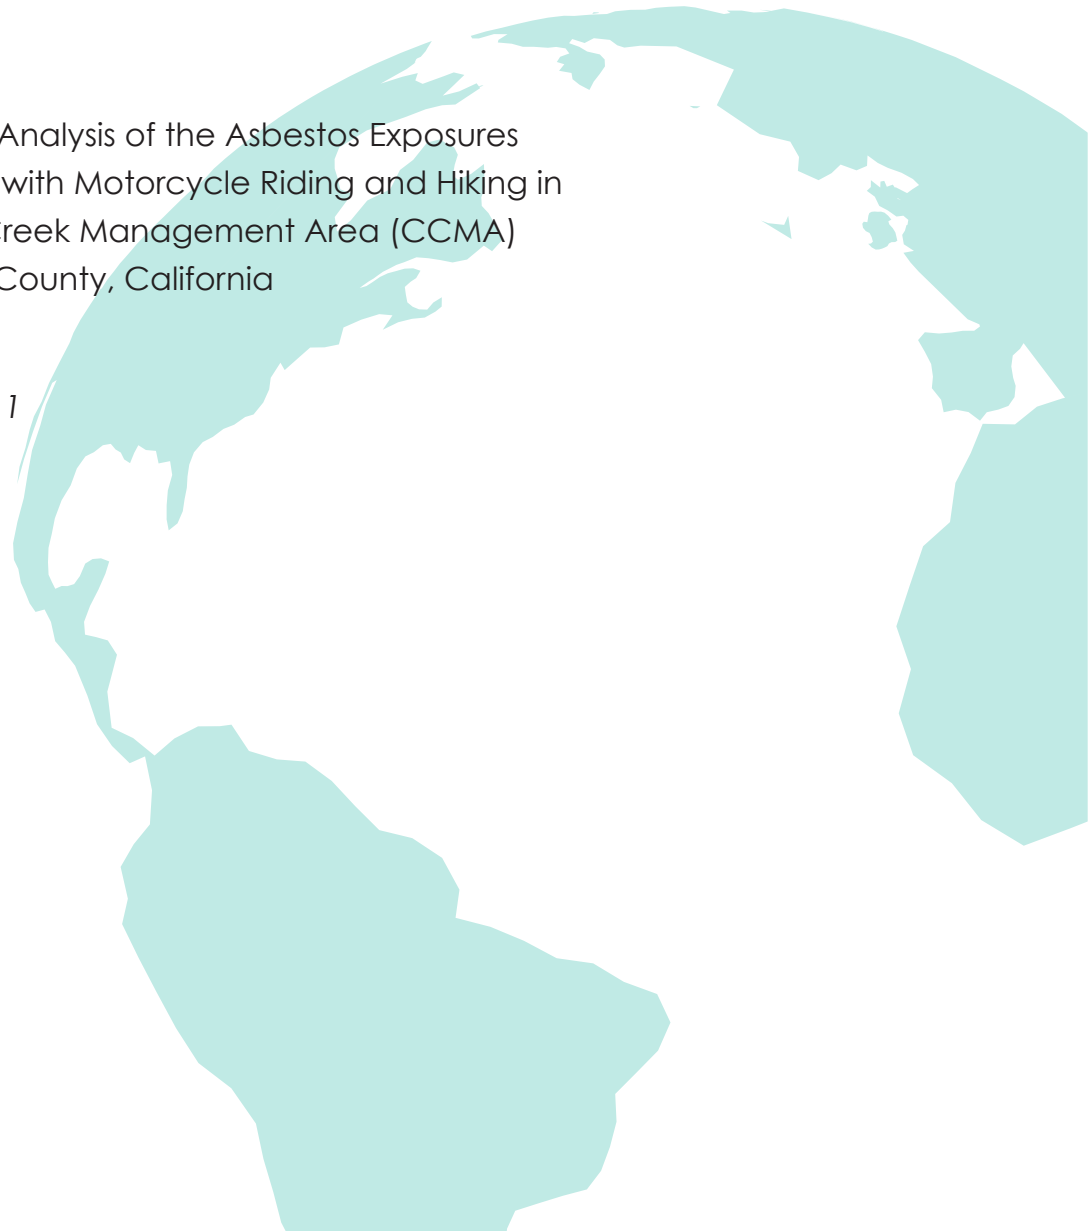 Analysis of the Asbestos Exposures
with Motorcycle Riding and Hiking in
reek Management Area (CCMA)
County, California
1